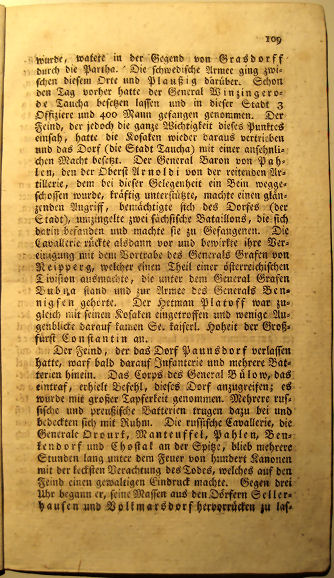 109
wurde, watete in der Gegend von Grasdorff
durch die Partha. Die schwedische Armee ging zwi-
schen diesem Orte und Plaußig darüber. Schon
den Tag vorher hatte der General Winzingero-
de Taucha besetzen lassen und in dieser Stadt 3
Offiziere und 400 Mann gefangen genommen. Der
Feind, der jedoch die ganze Wichtigkeit dieses Punktes
einsah, hatte die Kosaken wieder daraus vertrieben
und das Dorf (die Stadt Taucha) mit einer ansehnli-
chen Macht besetzt. Der General Baron von Pah-
len, den der Oberst Arnoldi von der reitenden Ar-
tillerie, dem bei dieser Gelegenheit ein Bein wegge-
schossen wurde, kräftig unterstützte, machte einen glän-
zenden Angriff, bemächtigte sich des Dorfes (der
Stadt), umzingelte zwei sächsische Bataillons, die sich
darin befanden und machte sie zu Gefangenen. Die
Cavallerie rückte alsdann vor und bewirkte ihre Ver-
einigung mit dem Vortrabe des Generals Grafen von
Neipperg, welcher einen Theil einer österreichischen
Division ausmachte, die unter dem General Grafen
Bubna stand und zur Armee des Generals Ben-
nigsen gehörte. Der Hetman Platoff war zu-
gleich mit seinen Kosaken eingetroffen und wenige Au-
genblicke darauf kamen Se. kaiserl. Hoheit der Groß-
fürst Constantin an.
Der Feind, der das Dorf Paunsdorf verlassen
hatte, warf bald darauf Infanterie und mehrere Bat-
terien hinein. Das Corps des General Bülow, das
eintraf, erhielt Befehl, dieses Dorf anzugreifen; es
wurde mit großer Tapferkeit genommen. Mehrere rus-
sische und preußische Batterien trugen dazu bei und
bedeckten sich mit Ruhm. Die russische Cavallerie, die
Generale Orourk, Manteuffel, Pahlen, Ben-
kendorf und Chostak an der Spitze, blieb mehrere
Stunden lang unter dem Feuer von hundert Kanonen
mit der kecksten Verachtung des Todes, welches auf den
Feind einen gewaltigen Eindruck machte. Gegen drei
Uhr begann er, seine Massen aus den Dörfern Seller-
hausen und Vollmarsdorf hervorrücken zu las-